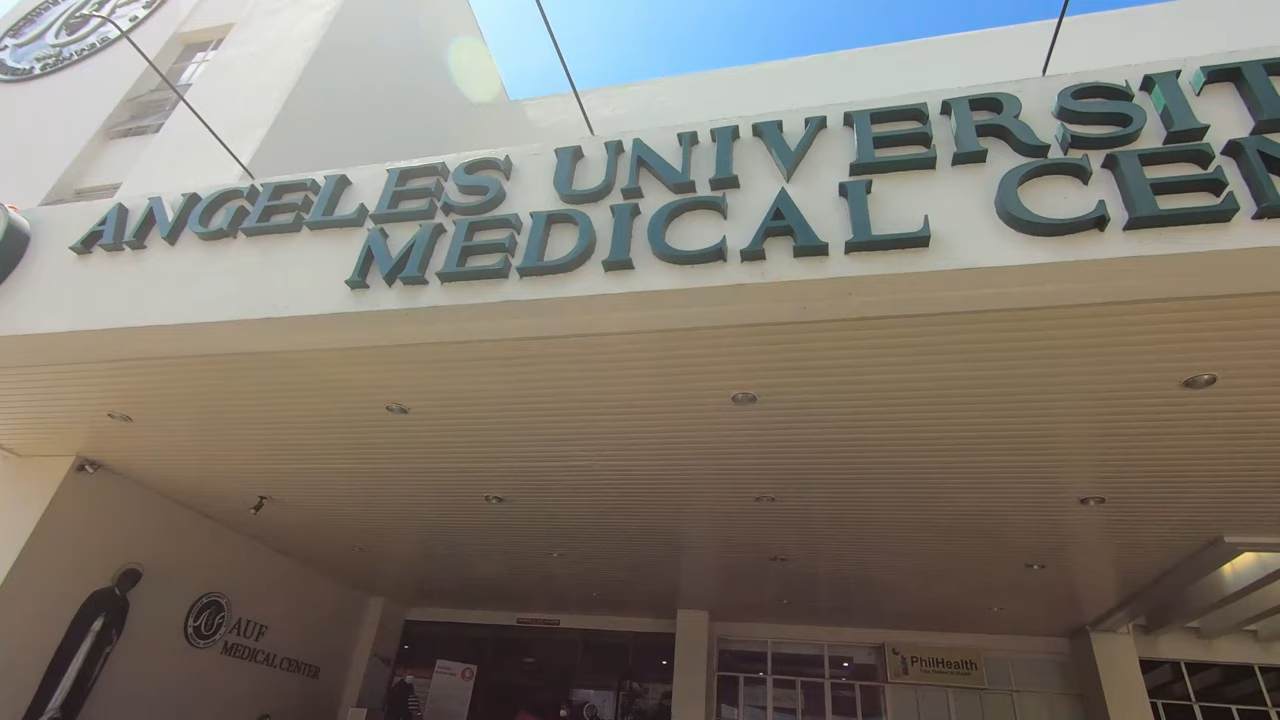 ANGELES UNIVERSIT
MEDICAL CEN
AUF
MEDICAL CENTER
PhilHealth